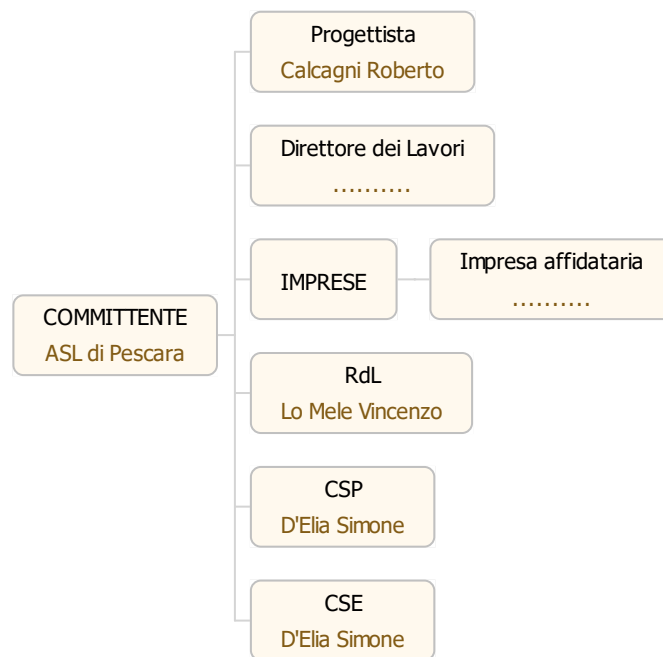 Progettista
Calcagni Roberto
Direttore dei Lavori
..........
IMPRESE
Impresa affidataria
..........
COMMITTENTE
ASL di Pescara
RdL
Lo Mele Vincenzo
CSP
D'Elia Simone
CSE
D'Elia Simone